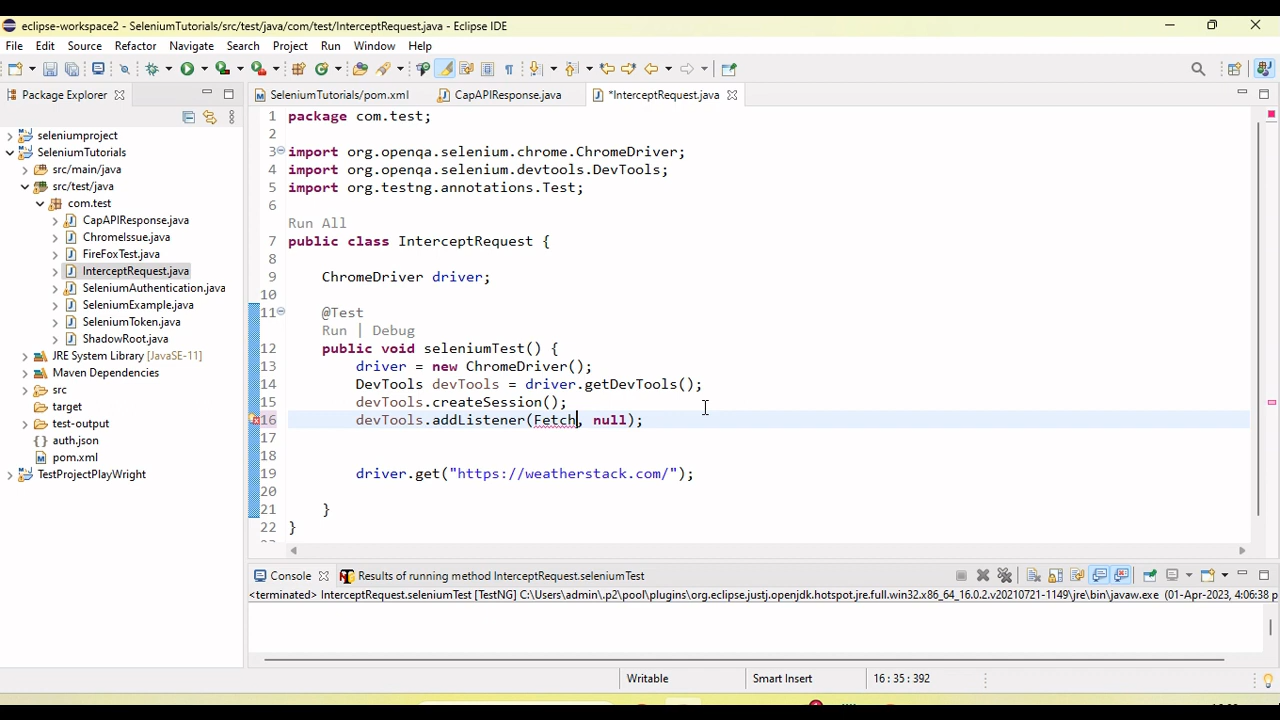 eclipse-workspace2 - SeleniumTutorials/src/test/java/com/test/InterceptRequest.java - Eclipse IDE
File Edit Source Refactor Navigate Search Project Run Window Help
Package Explorer
SeleniumTutorials/pom.xml CapAPIResponse.java *InterceptRequest.java
seleniumproject
SeleniumTutorials
src/main/java
src/test/java
com.test
CapAPIResponse.java
ChromeIssue.java
FireFoxTest.java
InterceptRequest.java
SeleniumAuthentication.java
SeleniumExample.java
SeleniumToken.java
ShadowRoot.java
JRE System Library [JavaSE-11]
Maven Dependencies
src
target
test-output
auth.json
pom.xml
TestProjectPlayWright
1 package com.test;
2
3 import org.openqa.selenium.chrome.ChromeDriver;
4 import org.openqa.selenium.devtools.DevTools;
5 import org.testng.annotations.Test;
6
Run All
7 public class InterceptRequest {
8
9 ChromeDriver driver;
10
11 @Test
Run | Debug
12 public void seleniumTest() {
13 driver = new ChromeDriver();
14 DevTools devTools = driver.getDevTools();
15 devTools.createSession();
16 devTools.addListener(Fetch, null);
17
18
19 driver.get("https://weatherstack.com/");
20
21 }
22 }
Console Results of running method InterceptRequest.seleniumTest
<terminated> InterceptRequest.seleniumTest [TestNG] C:\Users\admin\.p2\pool\plugins\org.eclipse.justj.openjdk.hotspot.jre.full.win32.x86_64_16.0.2.v20210721-1149\jre\bin\javaw.exe (01-Apr-2023, 4:06:38 p
Writable Smart Insert 16 : 35 : 392